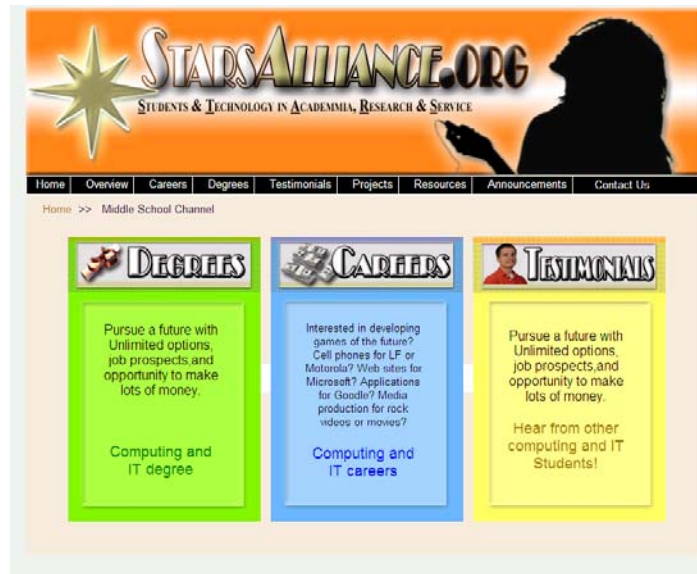 STARSALLIANCE.ORG
STUDENTS & TECHNOLOGY IN ACADEMMIA, RESEARCH & SERVICE
Home Overview Careers Degrees Testimonials Projects Resources Announcements Contact Us
Home >> Middle School Channel
DEGREES
Pursue a future with
Unlimited options,
job prospects,and
opportunity to make
lots of money.
Computing and
IT degree
CAREERS
Interested in developing
games of the future?
Cell phones for LF or
Motorola? Web sites for
Microsoft? Applications
for Goodle? Media
production for rock
videos or movies?
Computing and
IT careers
TESTIMONIALS
Pursue a future with
Unlimited options,
job prospects,and
opportunity to make
lots of money.
Hear from other
computing and IT
Students!